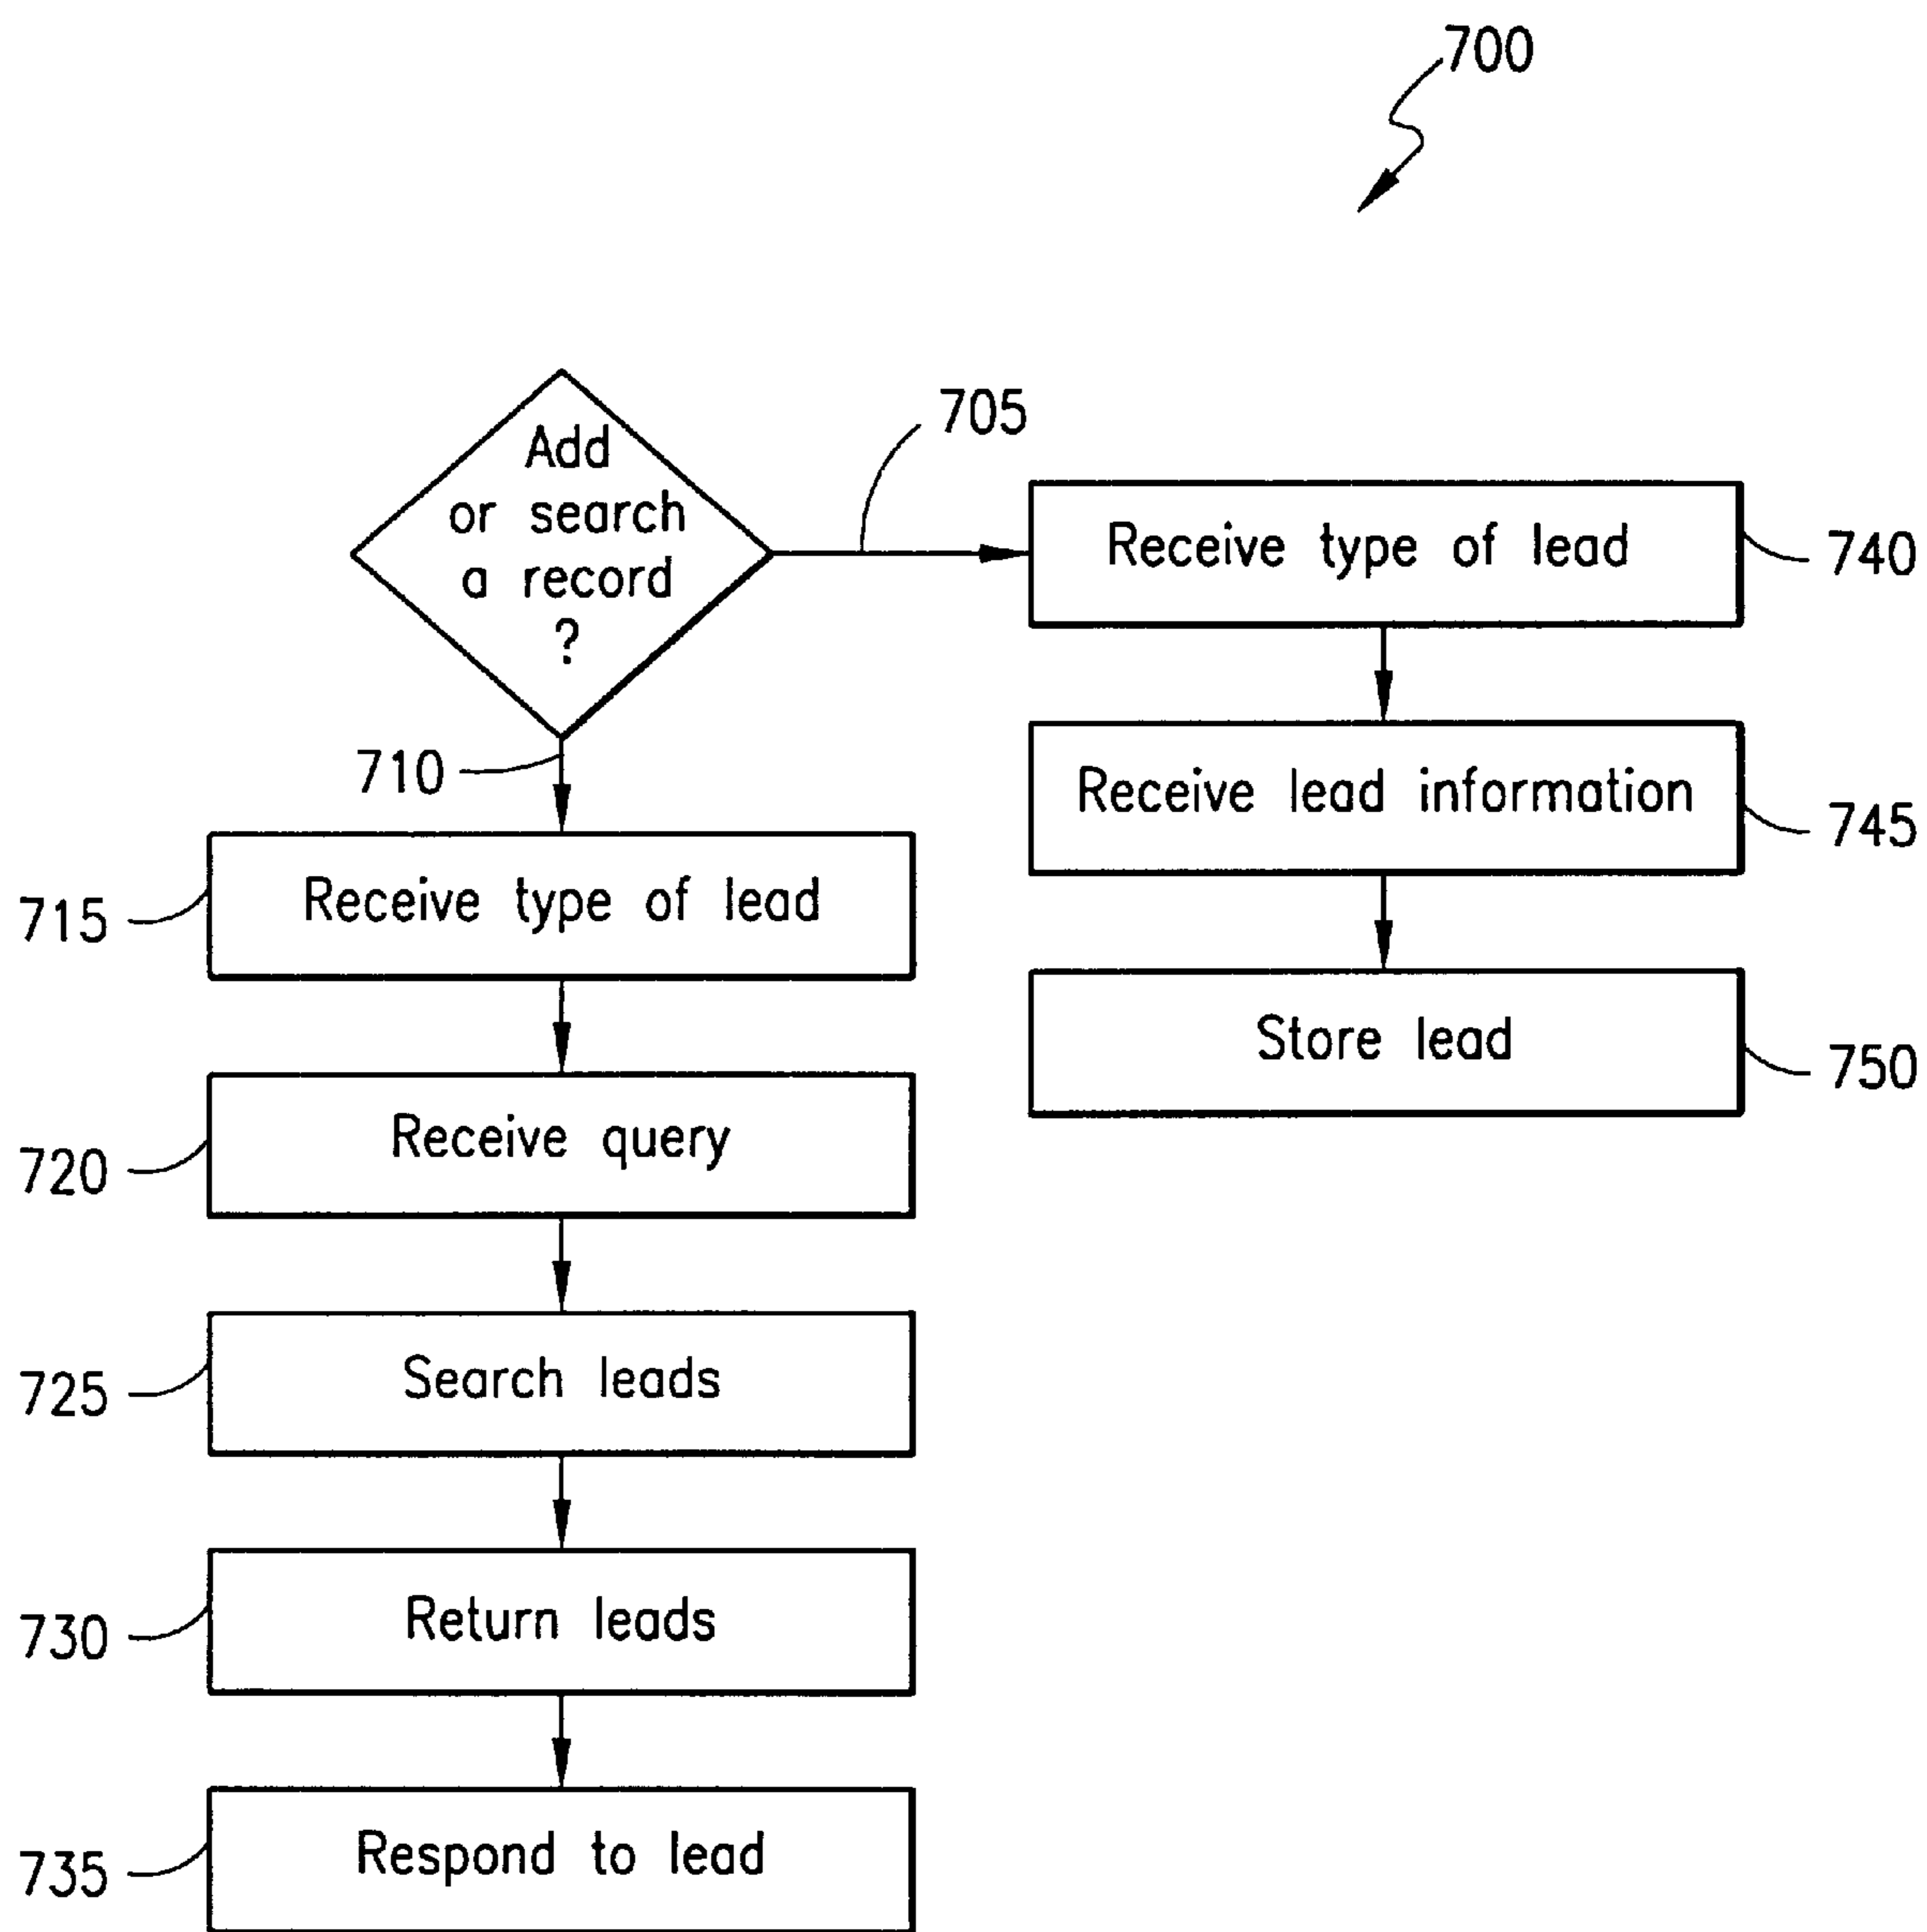 700
Add
or search
a record
?
705
Receive type of lead
740
710
Receive lead information
745
Receive type of lead
715
Store lead
750
Receive query
720
Search leads
725
Return leads
730
Respond to lead
735